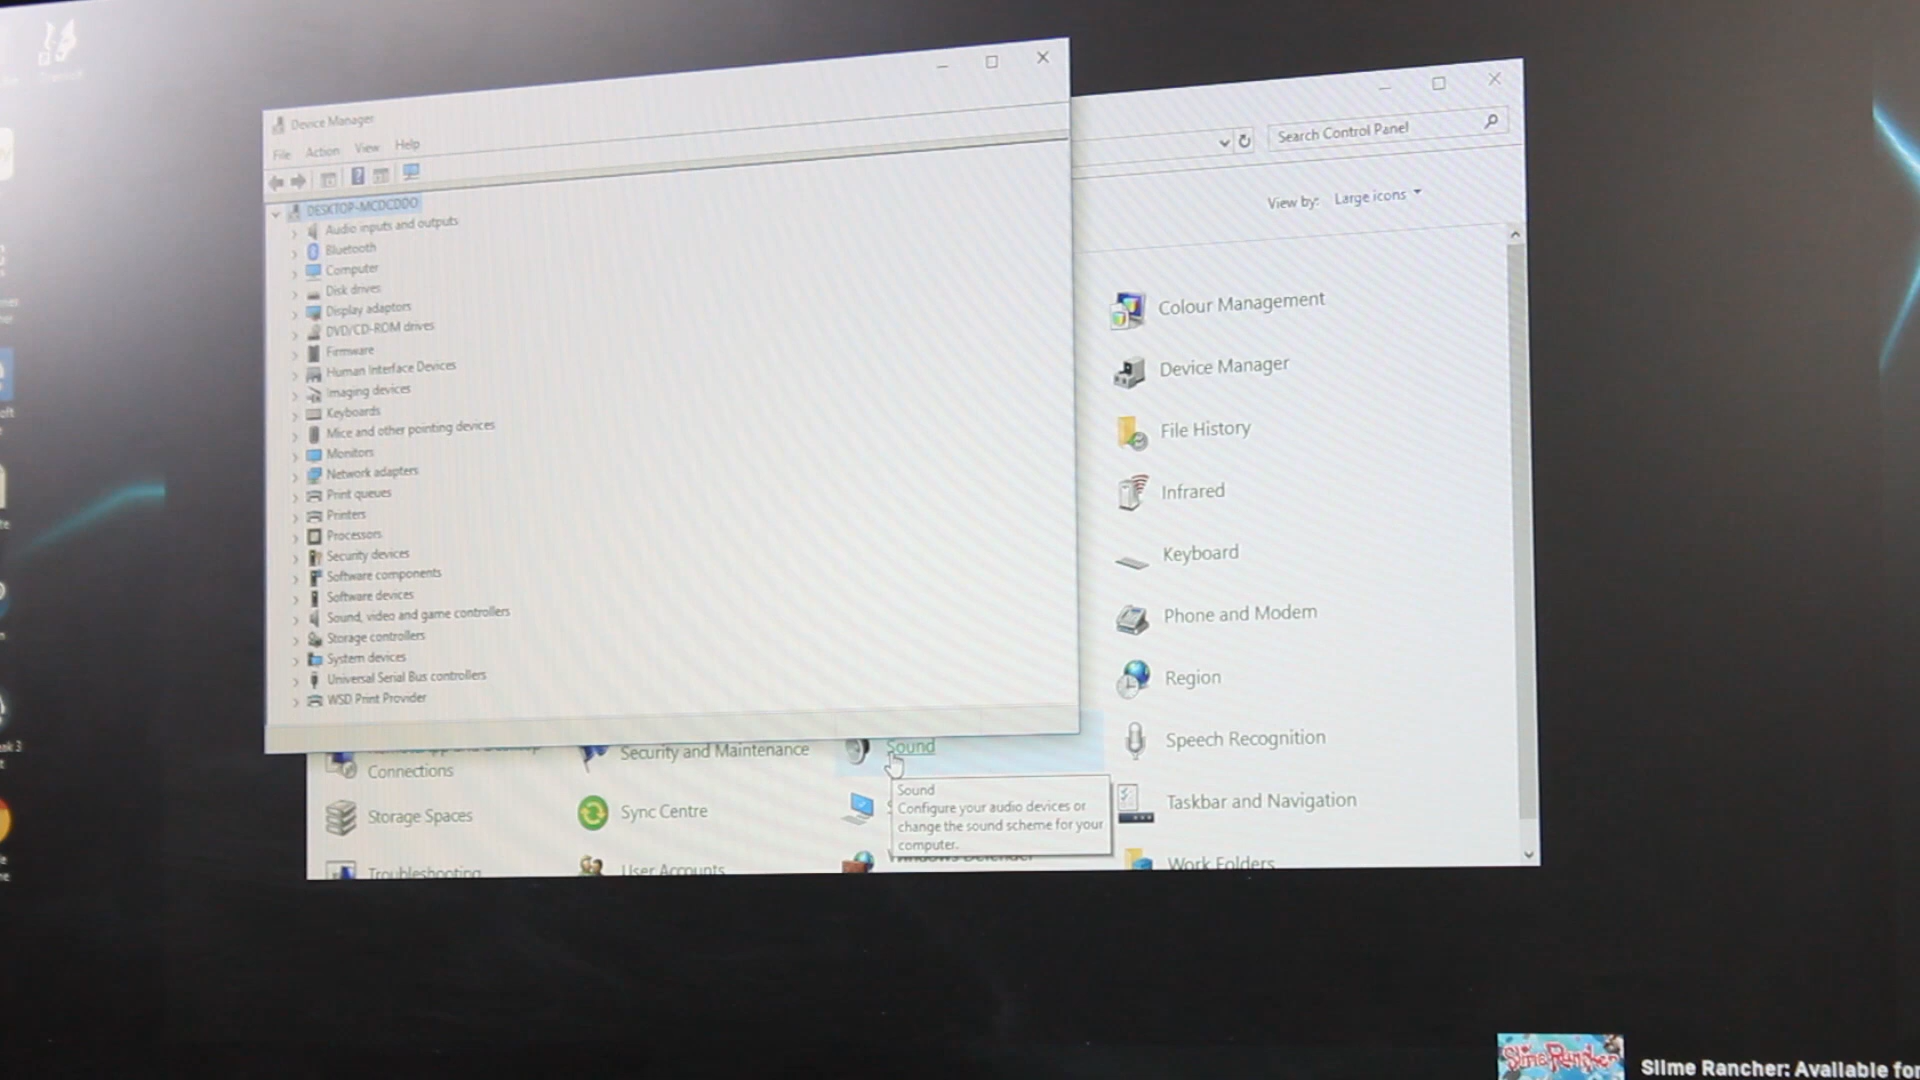 Device Manager
File Action View Help
DESKTOP-MCDCDDO
Audio inputs and outputs
Bluetooth
Computer
Disk drives
Display adaptors
DVD/CD-ROM drives
Firmware
Human Interface Devices
Imaging devices
Keyboards
Mice and other pointing devices
Monitors
Network adapters
Print queues
Printers
Processors
Security devices
Software components
Software devices
Sound, video and game controllers
Storage controllers
System devices
Universal Serial Bus controllers
WSD Print Provider
Search Control Panel
View by: Large icons
Colour Management
Device Manager
File History
Infrared
Keyboard
Phone and Modem
Region
Speech Recognition
Taskbar and Navigation
Work Folders
Connections
Security and Maintenance
Sound
Storage Spaces
Sync Centre
Sound
Configure your audio devices or
change the sound scheme for your
computer.
Troubleshooting
User Accounts
Windows Defender
Slime Rancher
Slime Rancher: Available for